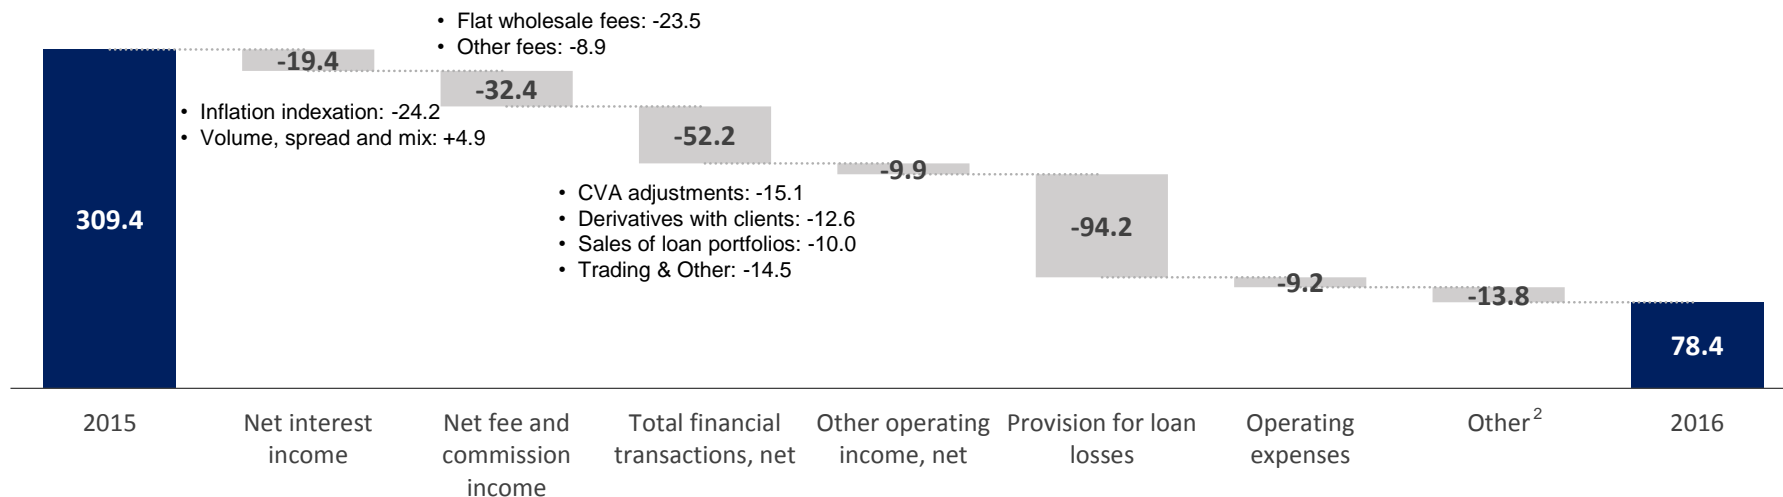 • Flat wholesale fees: -23.5
• Other fees: -8.9
-19.4
-32.4
• Inflation indexation: -24.2
• Volume, spread and mix: +4.9
-52.2
-9.9
• CVA adjustments: -15.1
• Derivatives with clients: -12.6
• Sales of loan portfolios: -10.0
• Trading & Other: -14.5
309.4
-94.2
-9.2
-13.8
78.4
2015
Net interest
income
Net fee and
commission
income
Total financial
transactions, net
Other operating
income, net
Provision for loan
losses
Operating
expenses
Other 2
2016